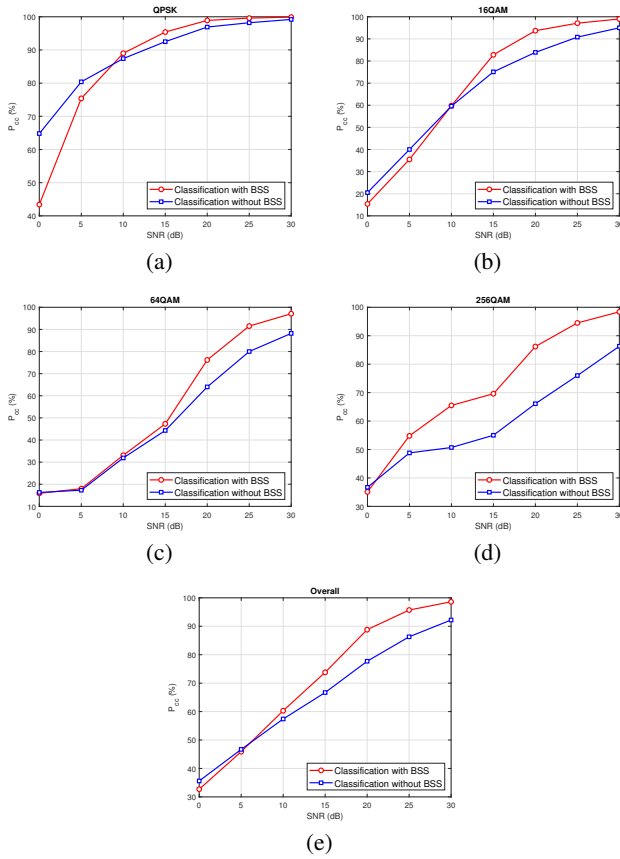 QPSK
100
90
80
70
60
50
40
P_cc (%)
0 5 10 15 20 25 30
SNR (dB)
Classification with BSS
Classification without BSS
(a)
16QAM
100
90
80
70
60
50
40
30
20
10
P_cc (%)
0 5 10 15 20 25 30
SNR (dB)
Classification with BSS
Classification without BSS
(b)
64QAM
100
90
80
70
60
50
40
30
20
10
P_cc (%)
0 5 10 15 20 25 30
SNR (dB)
Classification with BSS
Classification without BSS
(c)
256QAM
100
90
80
70
60
50
40
30
P_cc (%)
0 5 10 15 20 25 30
SNR (dB)
Classification with BSS
Classification without BSS
(d)
Overall
100
90
80
70
60
50
40
30
P_cc (%)
0 5 10 15 20 25 30
SNR (dB)
Classification with BSS
Classification without BSS
(e)